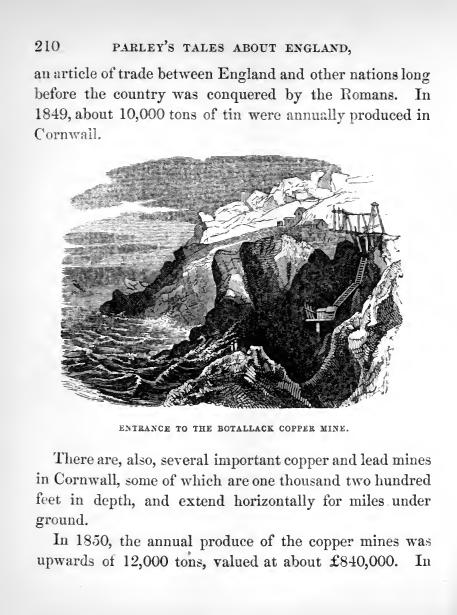 210 PARLEY'S TALES ABOUT ENGLAND,
an article of trade between England and other nations long
before the country was conquered by the Romans. In
1849, about 10,000 tons of tin were annually produced in
Cornwall.
ENTRANCE TO THE BOTALLACK COPPER MINE.
There are, also, several important copper and lead mines
in Cornwall, some of which are one thousand two hundred
feet in depth, and extend horizontally for miles under
ground.
In 1850, the annual produce of the copper mines was
upwards of 12,000 tons, valued at about £840,000. In